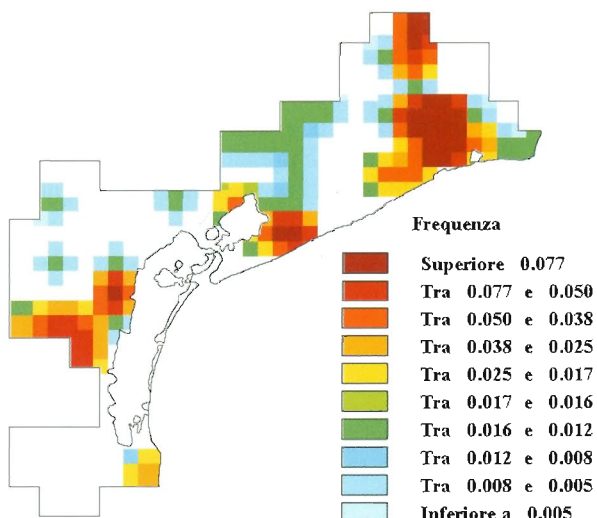 Frequenza
Superiore 0.077
Tra 0.077 e 0.050
Tra 0.050 e 0.038
Tra 0.038 e 0.025
Tra 0.025 e 0.017
Tra 0.017 e 0.016
Tra 0.016 e 0.012
Tra 0.012 e 0.008
Tra 0.008 e 0.005
Inferiore a 0.005